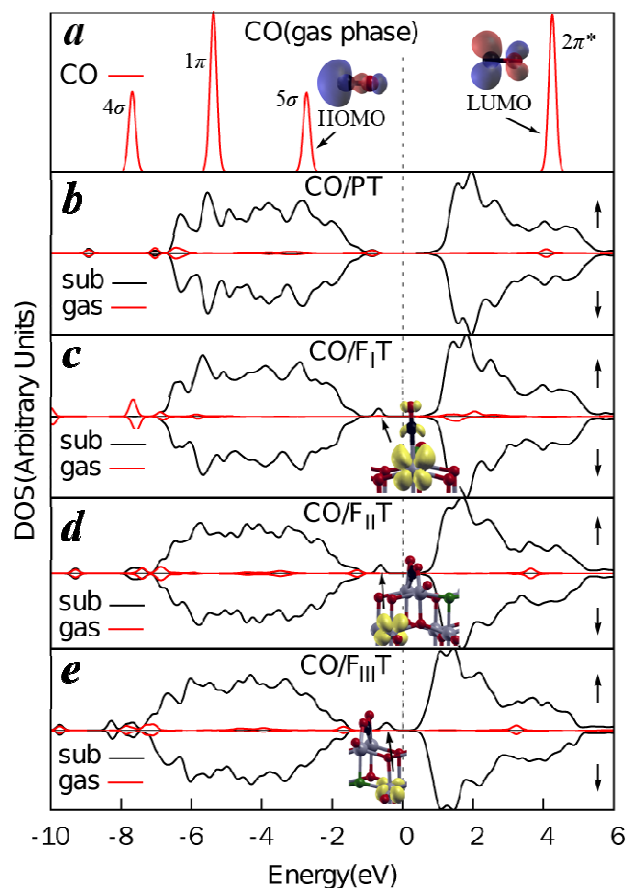 a
CO(gas phase)
2π*
CO
1π
4σ
5σ
HOMO
LUMO
b
CO/PT
sub
gas
c
CO/FIT
sub
gas
d
CO/FIIT
sub
gas
e
CO/FIIIT
sub
gas
DOS(Arbitrary Units)
-10 -8 -6 -4 -2 0 2 4 6
Energy(eV)